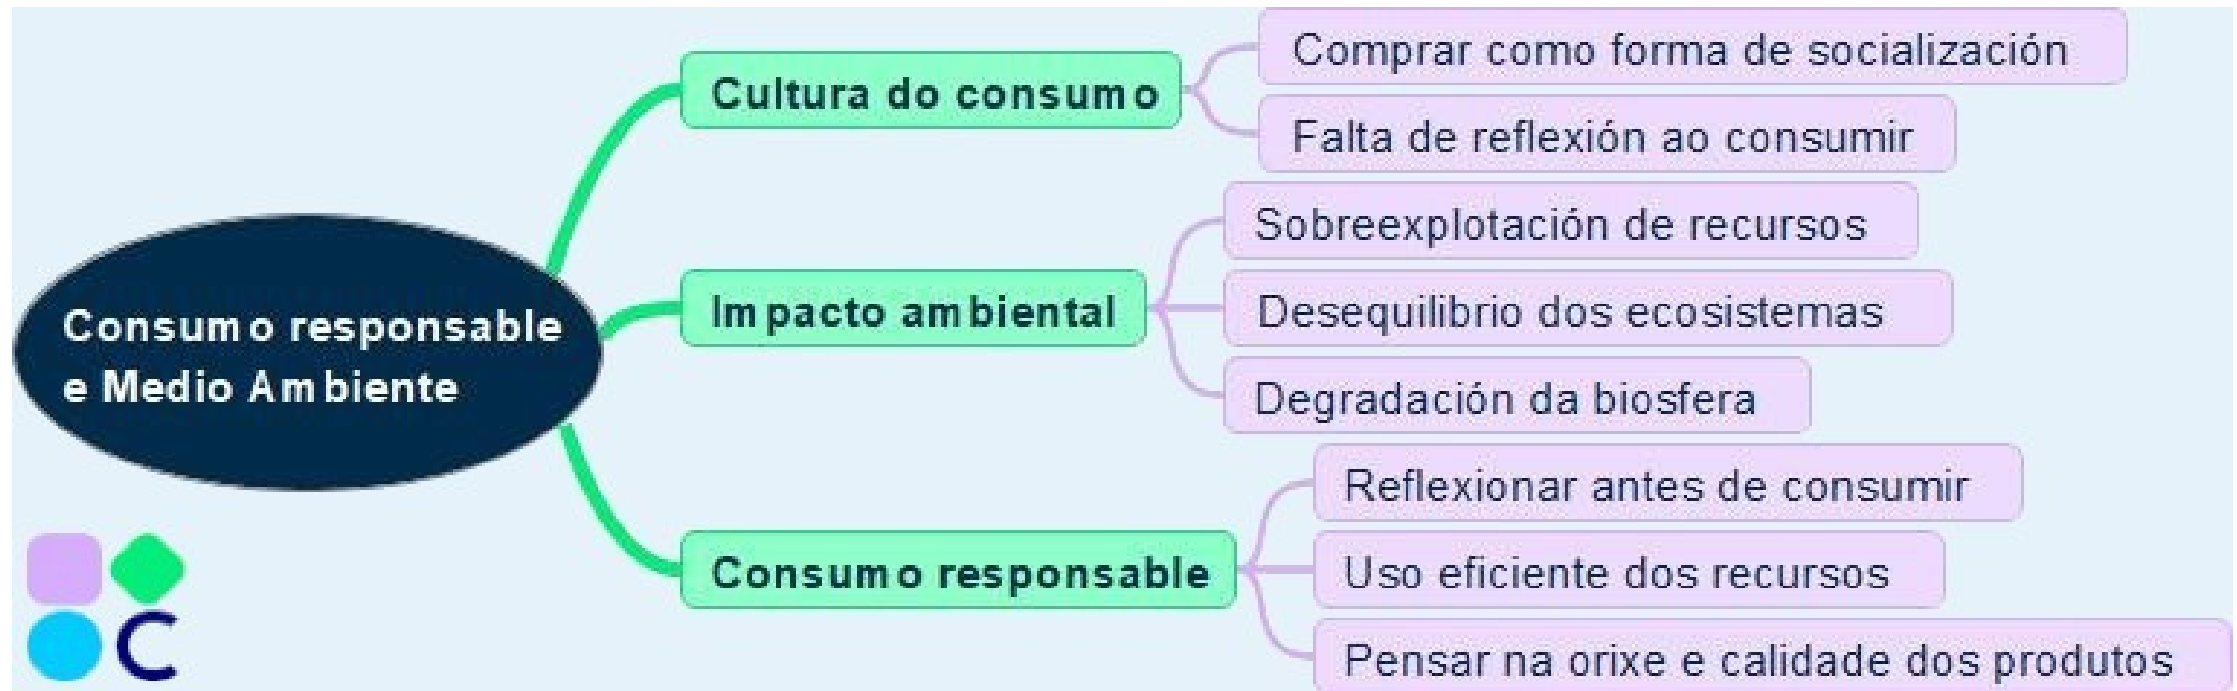 Consumo responsable
e Medio Ambiente
Cultura do consumo
Comprar como forma de socialización
Falta de reflexión ao consumir
Impacto ambiental
Sobreexplotación de recursos
Desequilibrio dos ecosistemas
Degradación da biosfera
Consumo responsable
Reflexionar antes de consumir
Uso eficiente dos recursos
Pensar na orixe e calidade dos produtos